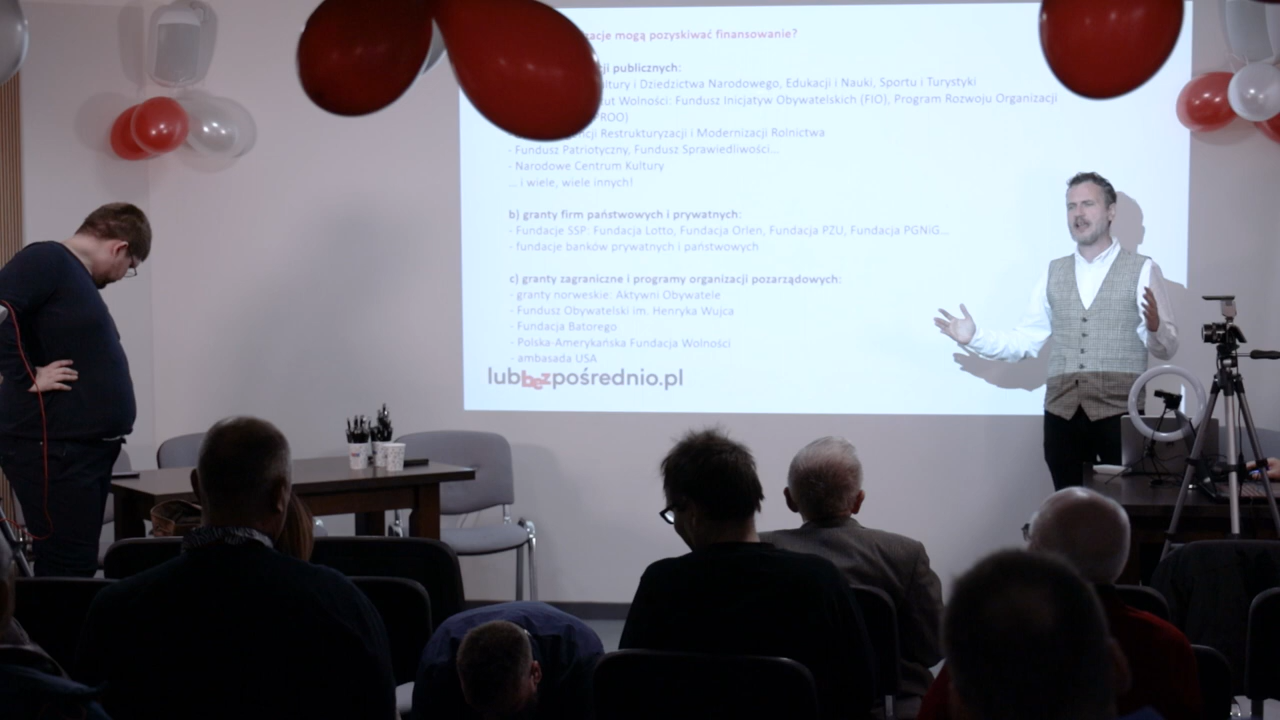 mogą pozyskiwać finansowanie?
publicznych:
i Dziedzictwa Narodowego, Edukacji i Nauki, Sportu i Turystyki
Wolności: Fundusz Inicjatyw Obywatelskich (FIO), Program Rozwoju Organizacji
PROO)
Restrukturyzacji i Modernizacji Rolnictwa
- Fundusz Patriotyczny, Fundusz Sprawiedliwości...
- Narodowe Centrum Kultury
... i wiele, wiele innych!
b) granty firm państwowych i prywatnych:
- Fundacje SSP: Fundacja Lotto, Fundacja Orlen, Fundacja PZU, Fundacja PGNiG...
- fundacje banków prywatnych i państwowych
c) granty zagraniczne i programy organizacji pozarządowych:
- granty norweskie: Aktywni Obywatele
- Fundusz Obywatelski im. Henryka Wujca
- Fundacja Batorego
- Polsko-Amerykańska Fundacja Wolności
- ambasada USA
lubbezpośrednio.pl